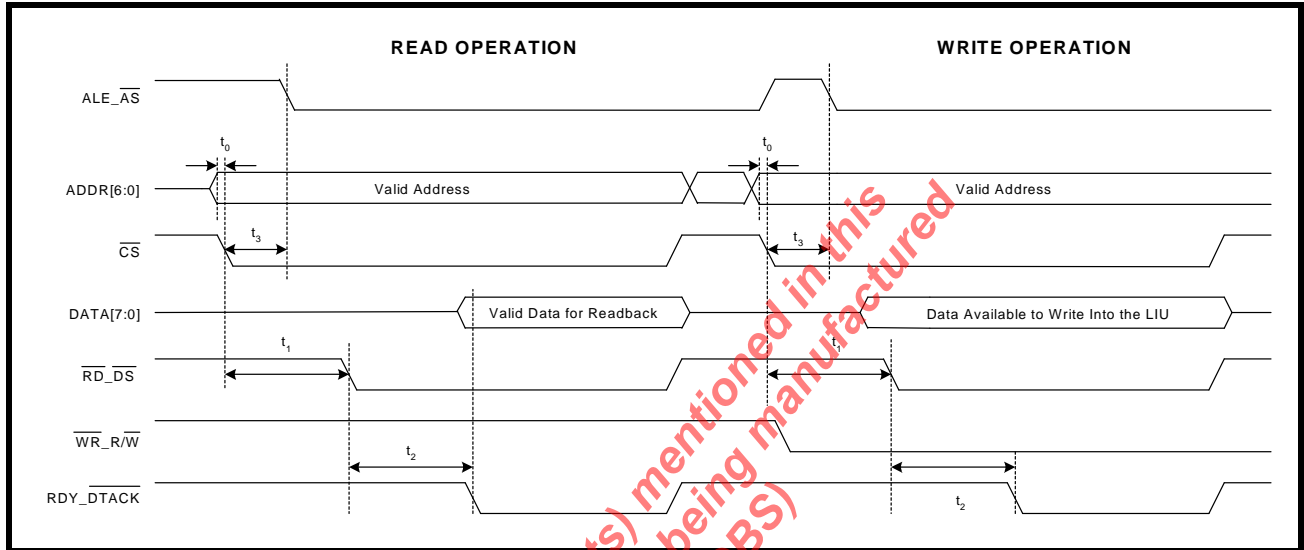 READ OPERATION WRITE OPERATION
ALE_AS
t0 t0
ADDR[6:0] Valid Address Valid Address
CS t3 t3
DATA[7:0] Valid Data for Readback Data Available to Write Into the LIU
t1 t1
RD_DS
WR_R/W
t2
RDY_DTACK t2
ts) mentioned in this
being manufactured
BS)